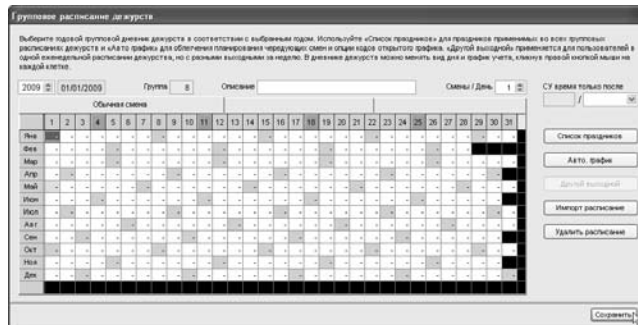 Групповое расписание дежурств
Выберите годовой групповой дневник дежурств в соответствии с выбранным годом. Используйте «Список праздников» для праздников применимых во всех групповых
расписаниях дежурств и «Авто график» для облегчения планирования чередующих смен и опции кодов открытого графика. «Другой выходной» применяется для пользователей в
одной еженедельной расписании дежурства, но с разными выходными за неделю. В дневнике дежурств можно менять вид дня и график учета, кликнув правой кнопкой мыши на
каждой клетке.
2009 01/01/2009 Группа 8 Описание Смены / День 1 СУ время только после
/
Обычная смена
1 2 3 4 5 6 7 8 9 10 11 12 13 14 15 16 17 18 19 20 21 22 23 24 25 26 27 28 29 30 31
Янв
Фев
Мар
Апр
Май
Июн
Июл
Авг
Сен
Окт
Ноя
Дек
Список праздников
Авто. график
Другой выходной
Импорт расписание
Удалить расписание
Сохранить